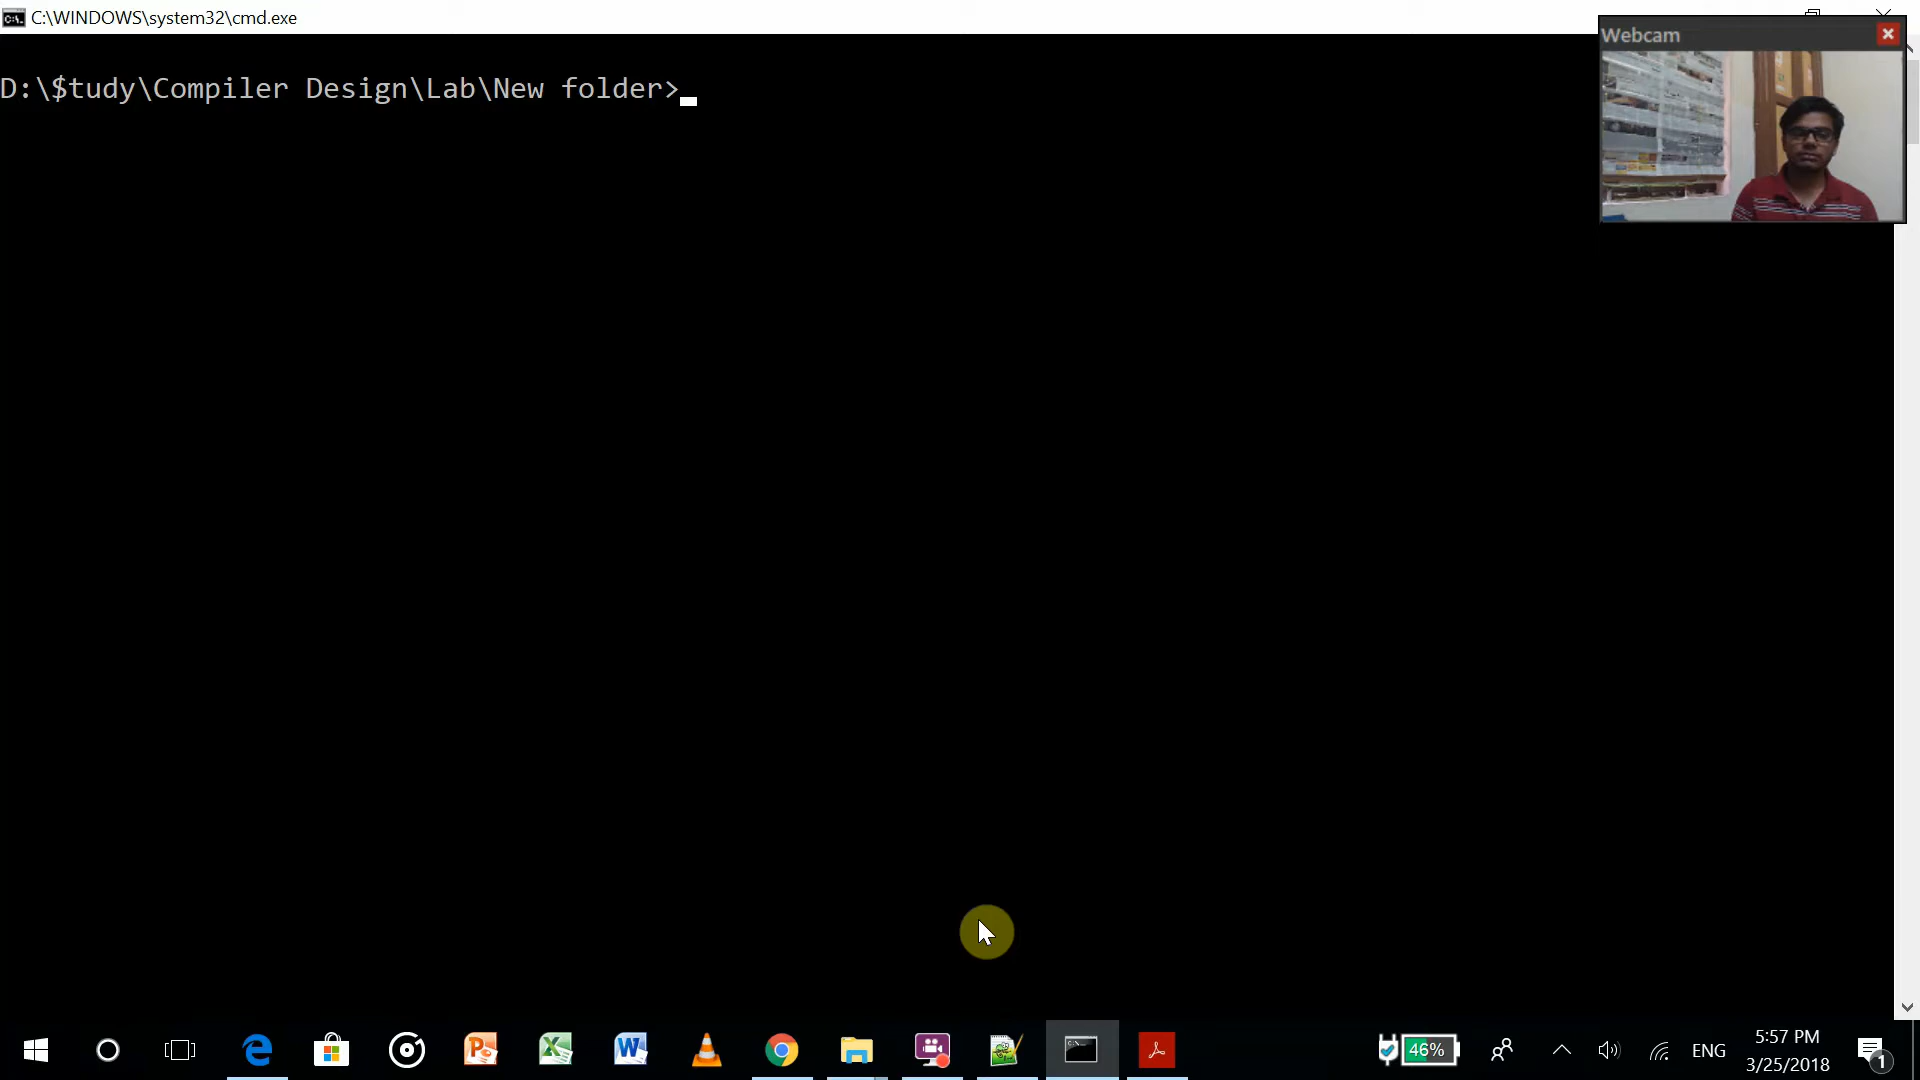 C:\WINDOWS\system32\cmd.exe
Webcam
D:\$tudy\Compiler Design\Lab\New folder>
46%
ENG
5:57 PM
3/25/2018
1